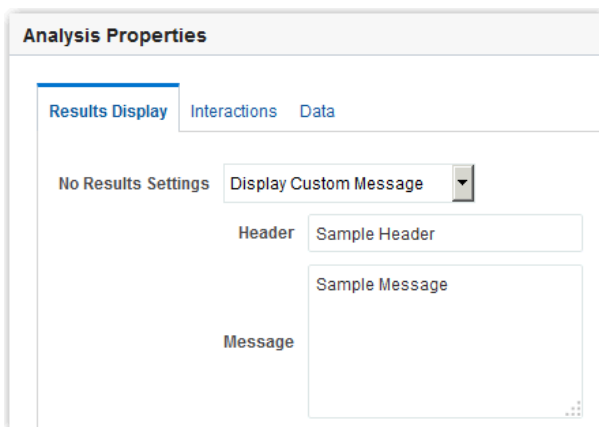 Analysis Properties
Results Display Interactions Data
No Results Settings Display Custom Message
Header Sample Header
Sample Message
Message